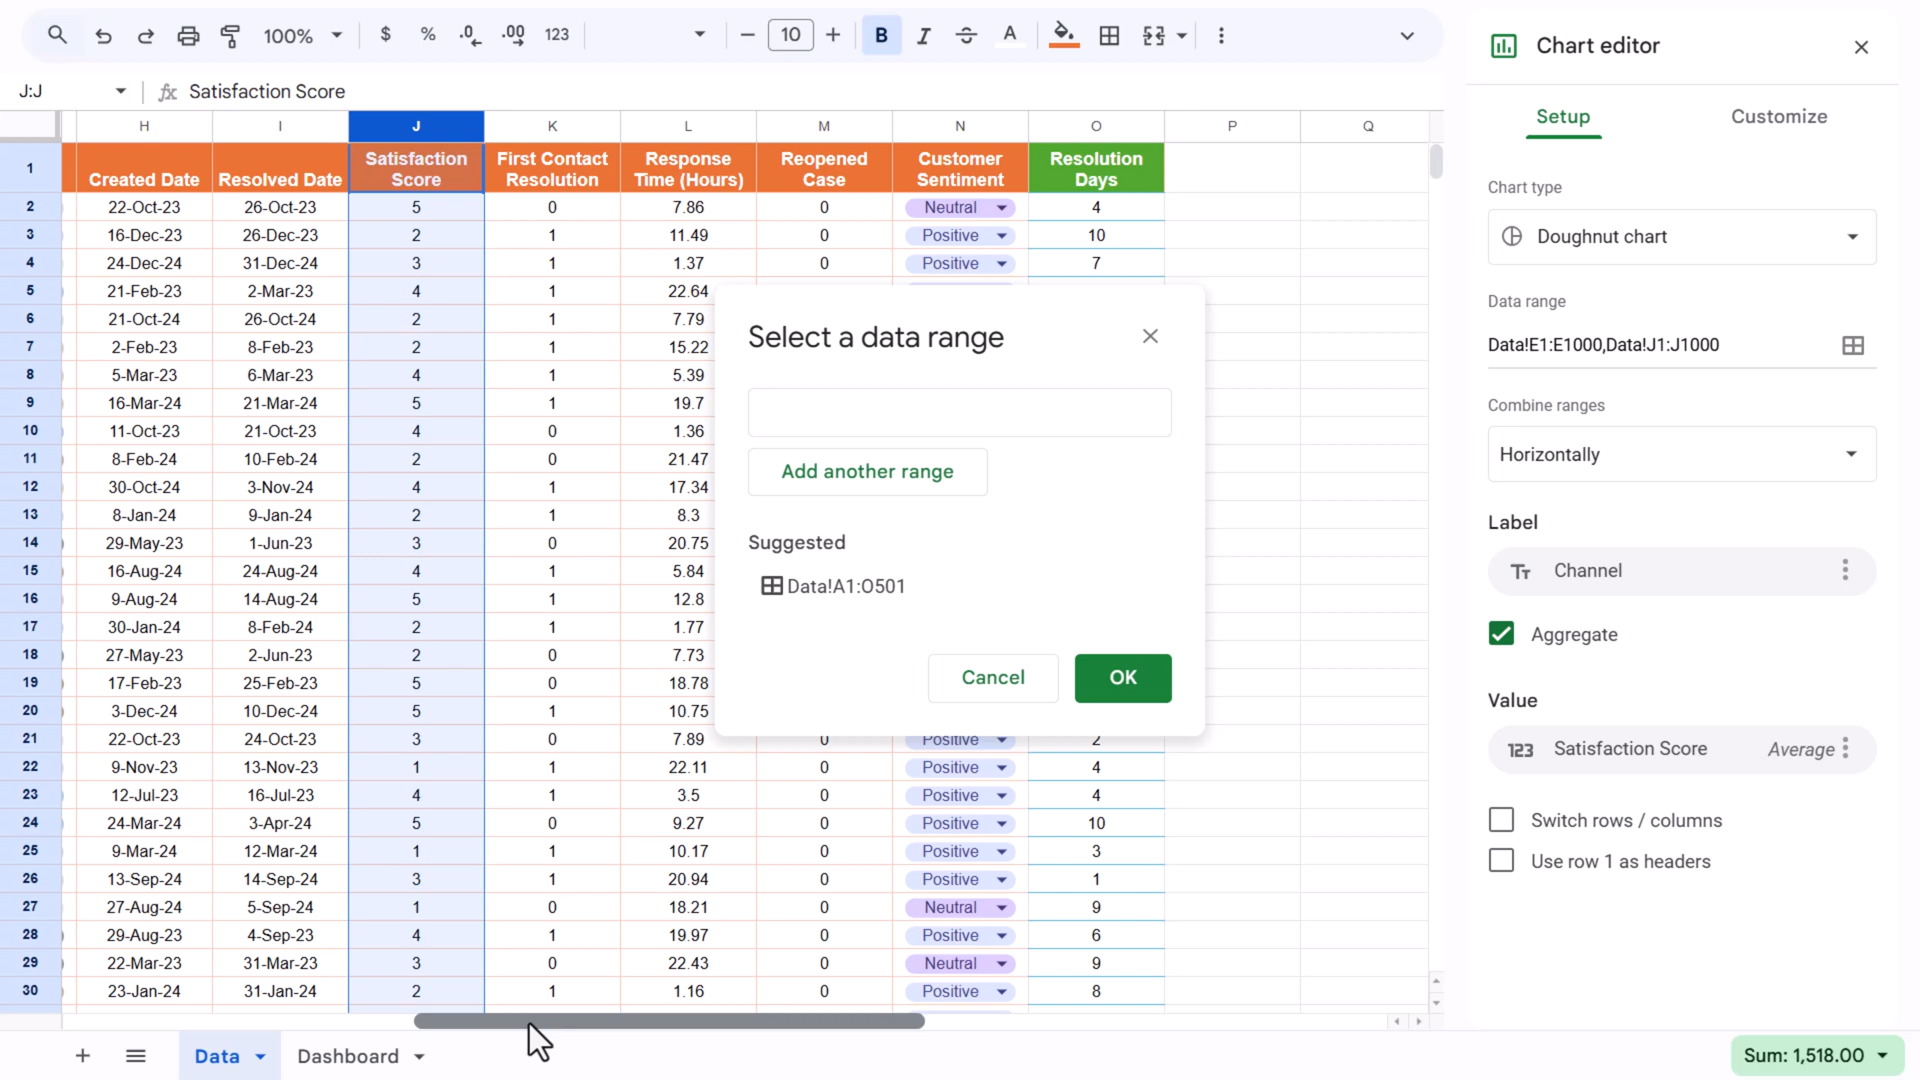 100% $ % .0 .00 123 10 B I A
J:J fx Satisfaction Score
H I J K L M N O P Q
1 Created Date Resolved Date Satisfaction Score First Contact Resolution Response Time (Hours) Reopened Case Customer Sentiment Resolution Days
2 22-Oct-23 26-Oct-23 5 0 7.86 0 Neutral 4
3 16-Dec-23 26-Dec-23 2 1 11.49 0 Positive 10
4 24-Dec-24 31-Dec-24 3 1 1.37 0 Positive 7
5 21-Feb-23 2-Mar-23 4 1 22.64
6 21-Oct-24 26-Oct-24 2 1 7.79
7 2-Feb-23 8-Feb-23 2 1 15.22
8 5-Mar-23 6-Mar-23 4 1 5.39
9 16-Mar-24 21-Mar-24 5 1 19.7
10 11-Oct-23 21-Oct-23 4 0 1.36
11 8-Feb-24 10-Feb-24 2 0 21.47
12 30-Oct-24 3-Nov-24 4 1 17.34
13 8-Jan-24 9-Jan-24 2 1 8.3
14 29-May-23 1-Jun-23 3 0 20.75
15 16-Aug-24 24-Aug-24 4 1 5.84
16 9-Aug-24 14-Aug-24 5 1 12.8
17 30-Jan-24 8-Feb-24 2 1 1.77
18 27-May-23 2-Jun-23 2 0 7.73
19 17-Feb-23 25-Feb-23 5 0 18.78
20 3-Dec-24 10-Dec-24 5 1 10.75
21 22-Oct-23 24-Oct-23 3 0 7.89 0 Positive 2
22 9-Nov-23 13-Nov-23 1 1 22.11 0 Positive 4
23 12-Jul-23 16-Jul-23 4 1 3.5 0 Positive 4
24 24-Mar-24 3-Apr-24 5 0 9.27 0 Positive 10
25 9-Mar-24 12-Mar-24 1 1 10.17 0 Positive 3
26 13-Sep-24 14-Sep-24 3 1 20.94 0 Positive 1
27 27-Aug-24 5-Sep-24 1 0 18.21 0 Neutral 9
28 29-Aug-23 4-Sep-23 4 1 19.97 0 Positive 6
29 22-Mar-23 31-Mar-23 3 0 22.43 0 Neutral 9
30 23-Jan-24 31-Jan-24 2 1 1.16 0 Positive 8
Select a data range
Add another range
Suggested
Data!A1:O501
Cancel OK
Data Dashboard Sum: 1,518.00
Chart editor
Setup Customize
Chart type
Doughnut chart
Data range
Data!E1:E1000,Data!J1:J1000
Combine ranges
Horizontally
Label
Tт Channel
Aggregate
Value
123 Satisfaction Score Average
Switch rows / columns
Use row 1 as headers